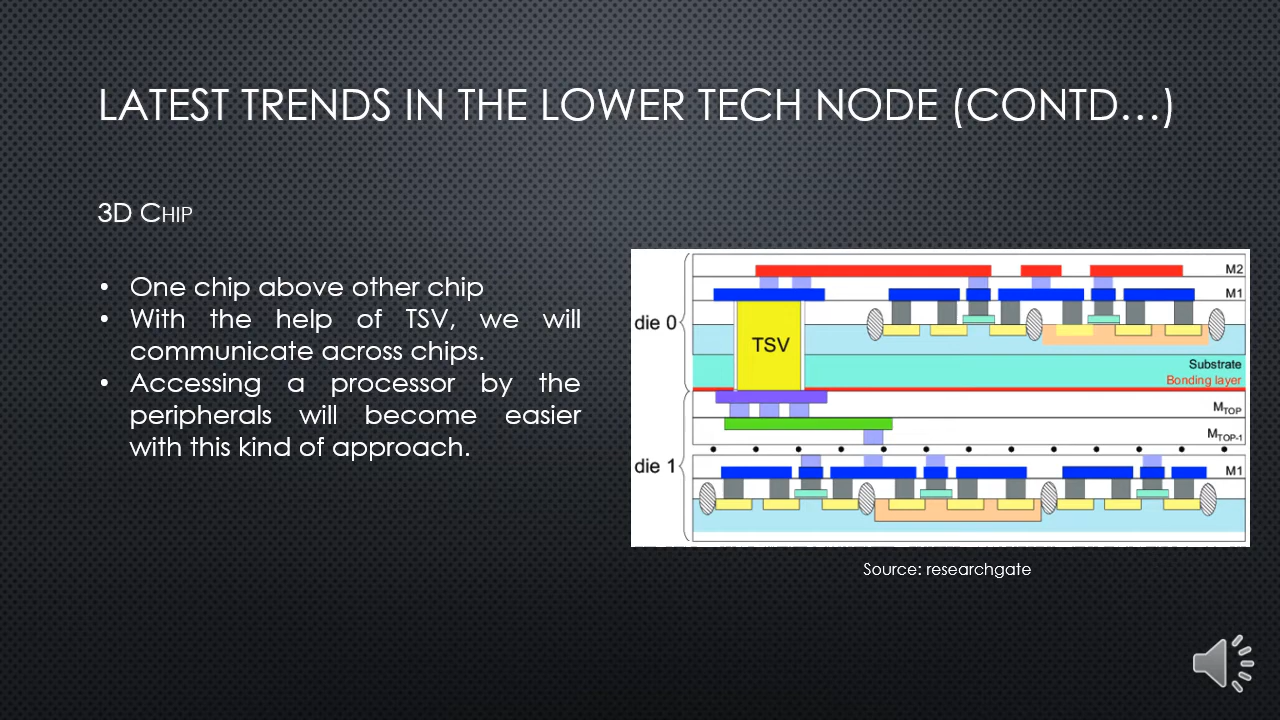 LATEST TRENDS IN THE LOWER TECH NODE (CONTD...)
3D CHIP
• One chip above other chip
• With the help of TSV, we will
communicate across chips.
• Accessing a processor by the
peripherals will become easier
with this kind of approach.
M2
M1
die 0
TSV
Substrate
Bonding layer
MTOP
MTOP-1
die 1
M1
Source: researchgate